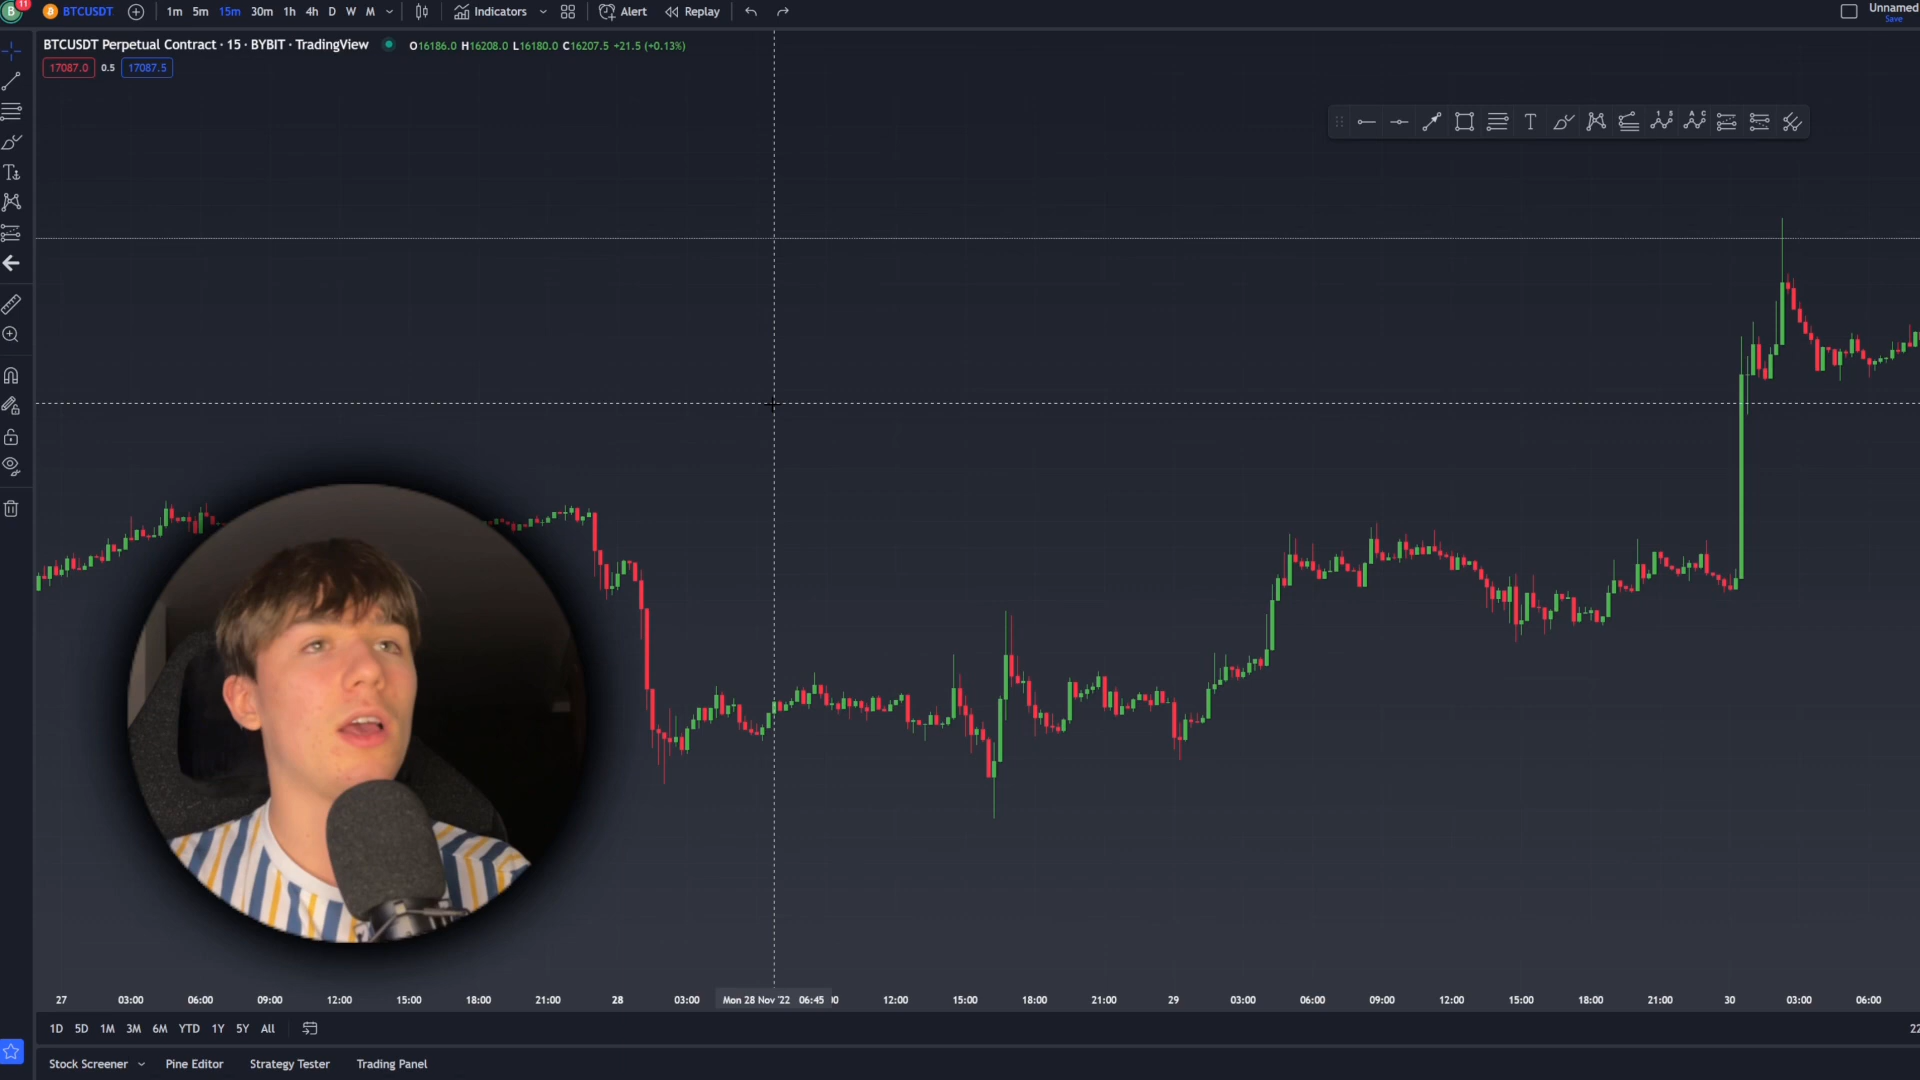 B 11 BTCUSDT 1m 5m 15m 30m 1h 4h D W M Indicators Alert Replay Unnamed
Save
BTCUSDT Perpetual Contract · 15 · BYBIT · TradingView O16186.0 H16208.0 L16180.0 C16207.5 +21.5 (+0.13%)
17087.0 0.5 17087.5
27 03:00 06:00 09:00 12:00 15:00 18:00 21:00 28 03:00 Mon 28 Nov '22 06:45 12:00 15:00 18:00 21:00 29 03:00 06:00 09:00 12:00 15:00 18:00 21:00 30 03:00 06:00
1D 5D 1M 3M 6M YTD 1Y 5Y All 22
Stock Screener Pine Editor Strategy Tester Trading Panel